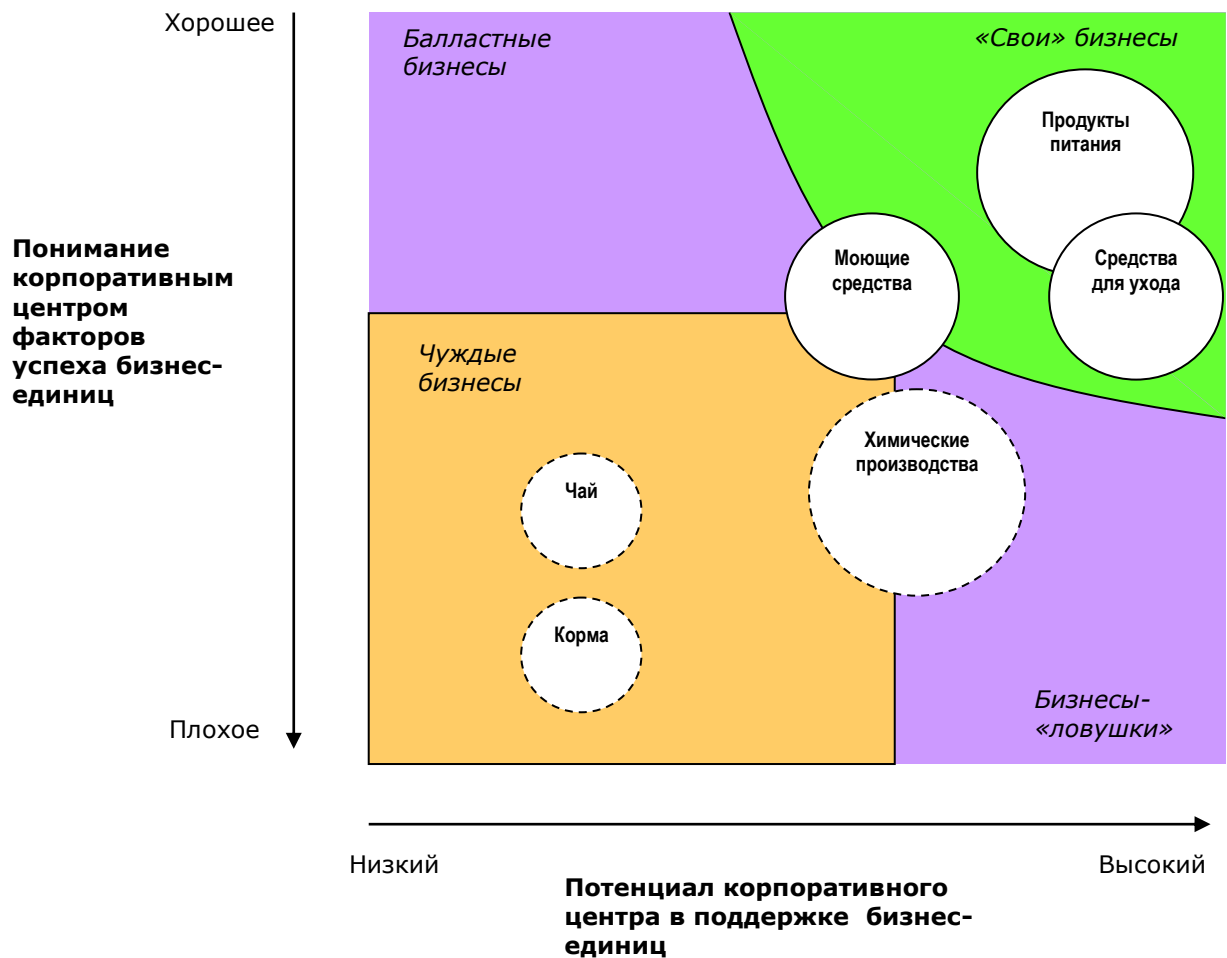 Хорошее
Балластные
бизнесы
«Свои» бизнесы
Продукты
питания
Понимание
корпоративным
центром
факторов
успеха бизнес-
единиц
Моющие
средства
Средства
для ухода
Чуждые
бизнесы
Химические
производства
Чай
Корма
Бизнесы-
«ловушки»
Плохое
Низкий
Высокий
Потенциал корпоративного
центра в поддержке бизнес-
единиц